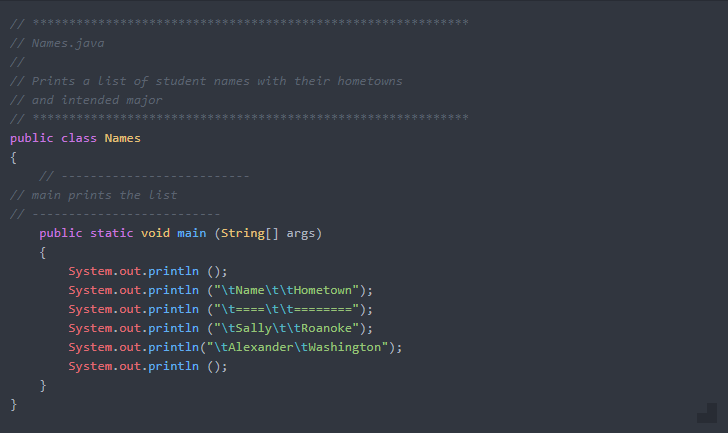 // ************************************************************
// Names.java
//
// Prints a list of student names with their hometowns
// and intended major
// ************************************************************
public class Names
{
    // --------------------------
// main prints the list
// --------------------------
    public static void main (String[] args)
    {
        System.out.println ();
        System.out.println ("\tName\t\tHometown");
        System.out.println ("\t====\t\t========");
        System.out.println ("\tSally\t\tRoanoke");
        System.out.println("\tAlexander\tWashington");
        System.out.println ();
    }
}